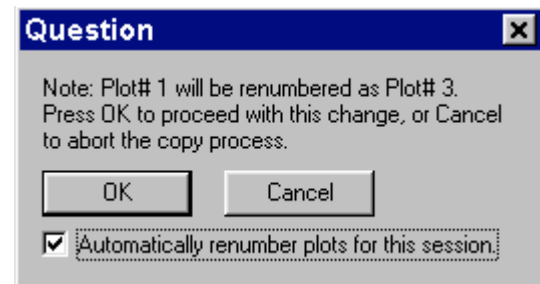 Question
Note: Plot# 1 will be renumbered as Plot# 3.
Press OK to proceed with this change, or Cancel
to abort the copy process.
OK Cancel
Automatically renumber plots for this session.